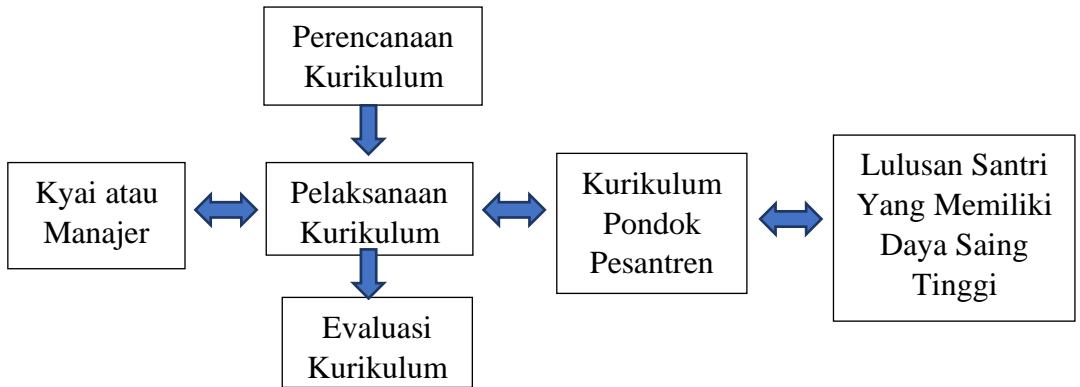 Perencanaan
Kurikulum
Kyai atau
Manajer
Pelaksanaan
Kurikulum
Kurikulum
Pondok
Pesantren
Lulusan Santri
Yang Memiliki
Daya Saing
Tinggi
Evaluasi
Kurikulum